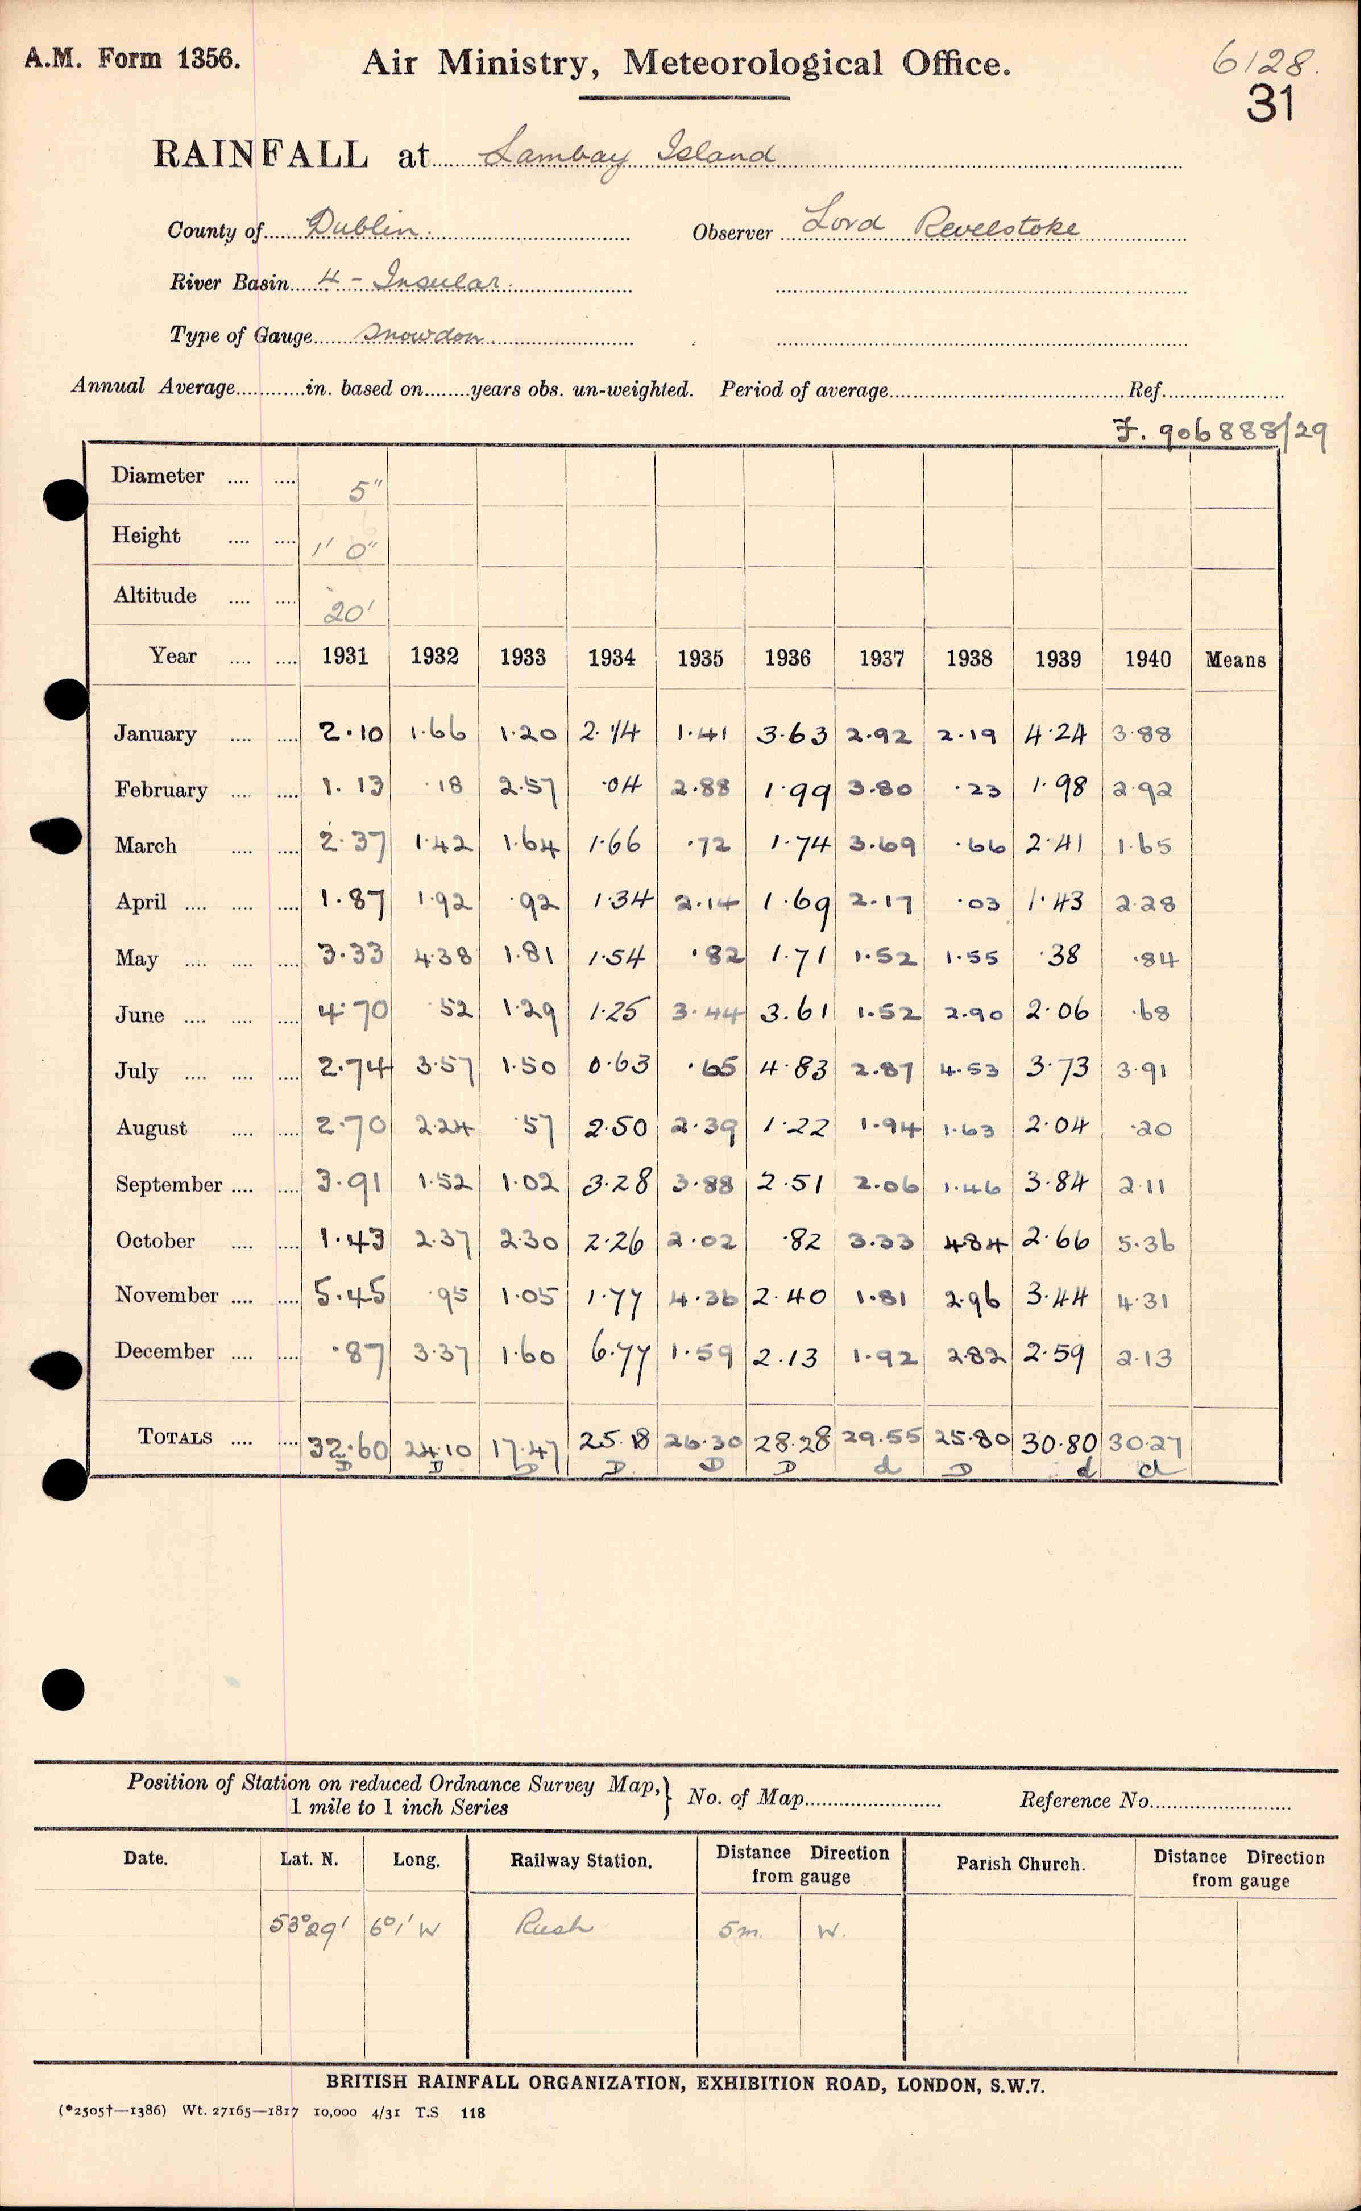 A.M. Form 1356.
Air Ministry, Meteorological Office.
6128.
31
RAINFALL at Lambay Island
County of Dublin. Observer Lord Revelstoke
River Basin 4 - Insular.
Type of Gauge Snowdon.
Annual Average............in. based on........years obs. un-weighted. Period of average.................... Ref....................
F. 906888/29
Diameter .... .... 5"
Height .... .... 1' 0"
Altitude .... .... 20'
Year .... .... 1931 1932 1933 1934 1935 1936 1937 1938 1939 1940 Means
January .... .... 2.10 1.66 1.20 2.14 1.41 3.63 2.92 2.19 4.24 3.88
February .... .... 1.13 .18 2.57 .04 2.88 1.99 3.80 .23 1.98 2.92
March .... .... 2.37 1.42 1.64 1.66 .72 1.74 3.69 .66 2.41 1.65
April .... .... .... 1.87 1.92 .92 1.34 2.14 1.69 2.17 .03 1.43 2.28
May .... .... .... 3.33 4.38 1.81 1.54 .82 1.71 1.52 1.55 .38 .84
June .... .... .... 4.70 .52 1.29 1.25 3.44 3.61 1.52 2.90 2.06 .68
July .... .... .... 2.74 3.57 1.50 0.63 .65 4.83 2.87 4.53 3.73 3.91
August .... .... 2.70 2.24 .57 2.50 2.39 1.22 1.94 1.63 2.04 .20
September .... .... 3.91 1.52 1.02 3.28 3.88 2.51 2.06 1.46 3.84 2.11
October .... .... 1.43 2.37 2.30 2.26 2.02 .82 3.33 4.84 2.66 5.36
November .... .... 5.45 .95 1.05 1.77 4.36 2.40 1.81 2.96 3.44 4.31
December .... .... .87 3.37 1.60 6.77 1.59 2.13 1.92 2.82 2.59 2.13
TOTALS .... .... 32.60 24.10 17.47 25.18 26.30 28.28 29.55 25.80 30.80 30.27
D D D D. D D d D d d
Position of Station on reduced Ordnance Survey Map,} No. of Map........................ Reference No.........................
1 mile to 1 inch Series
Date. Lat. N. Long. Railway Station. Distance Direction from gauge Parish Church. Distance Direction from gauge
53°29' 6°1' W Rush 5m. W.
BRITISH RAINFALL ORGANIZATION, EXHIBITION ROAD, LONDON, S.W.7.
(*2505†—1386) Wt. 27165—1817 10,000 4/31 T.S 118